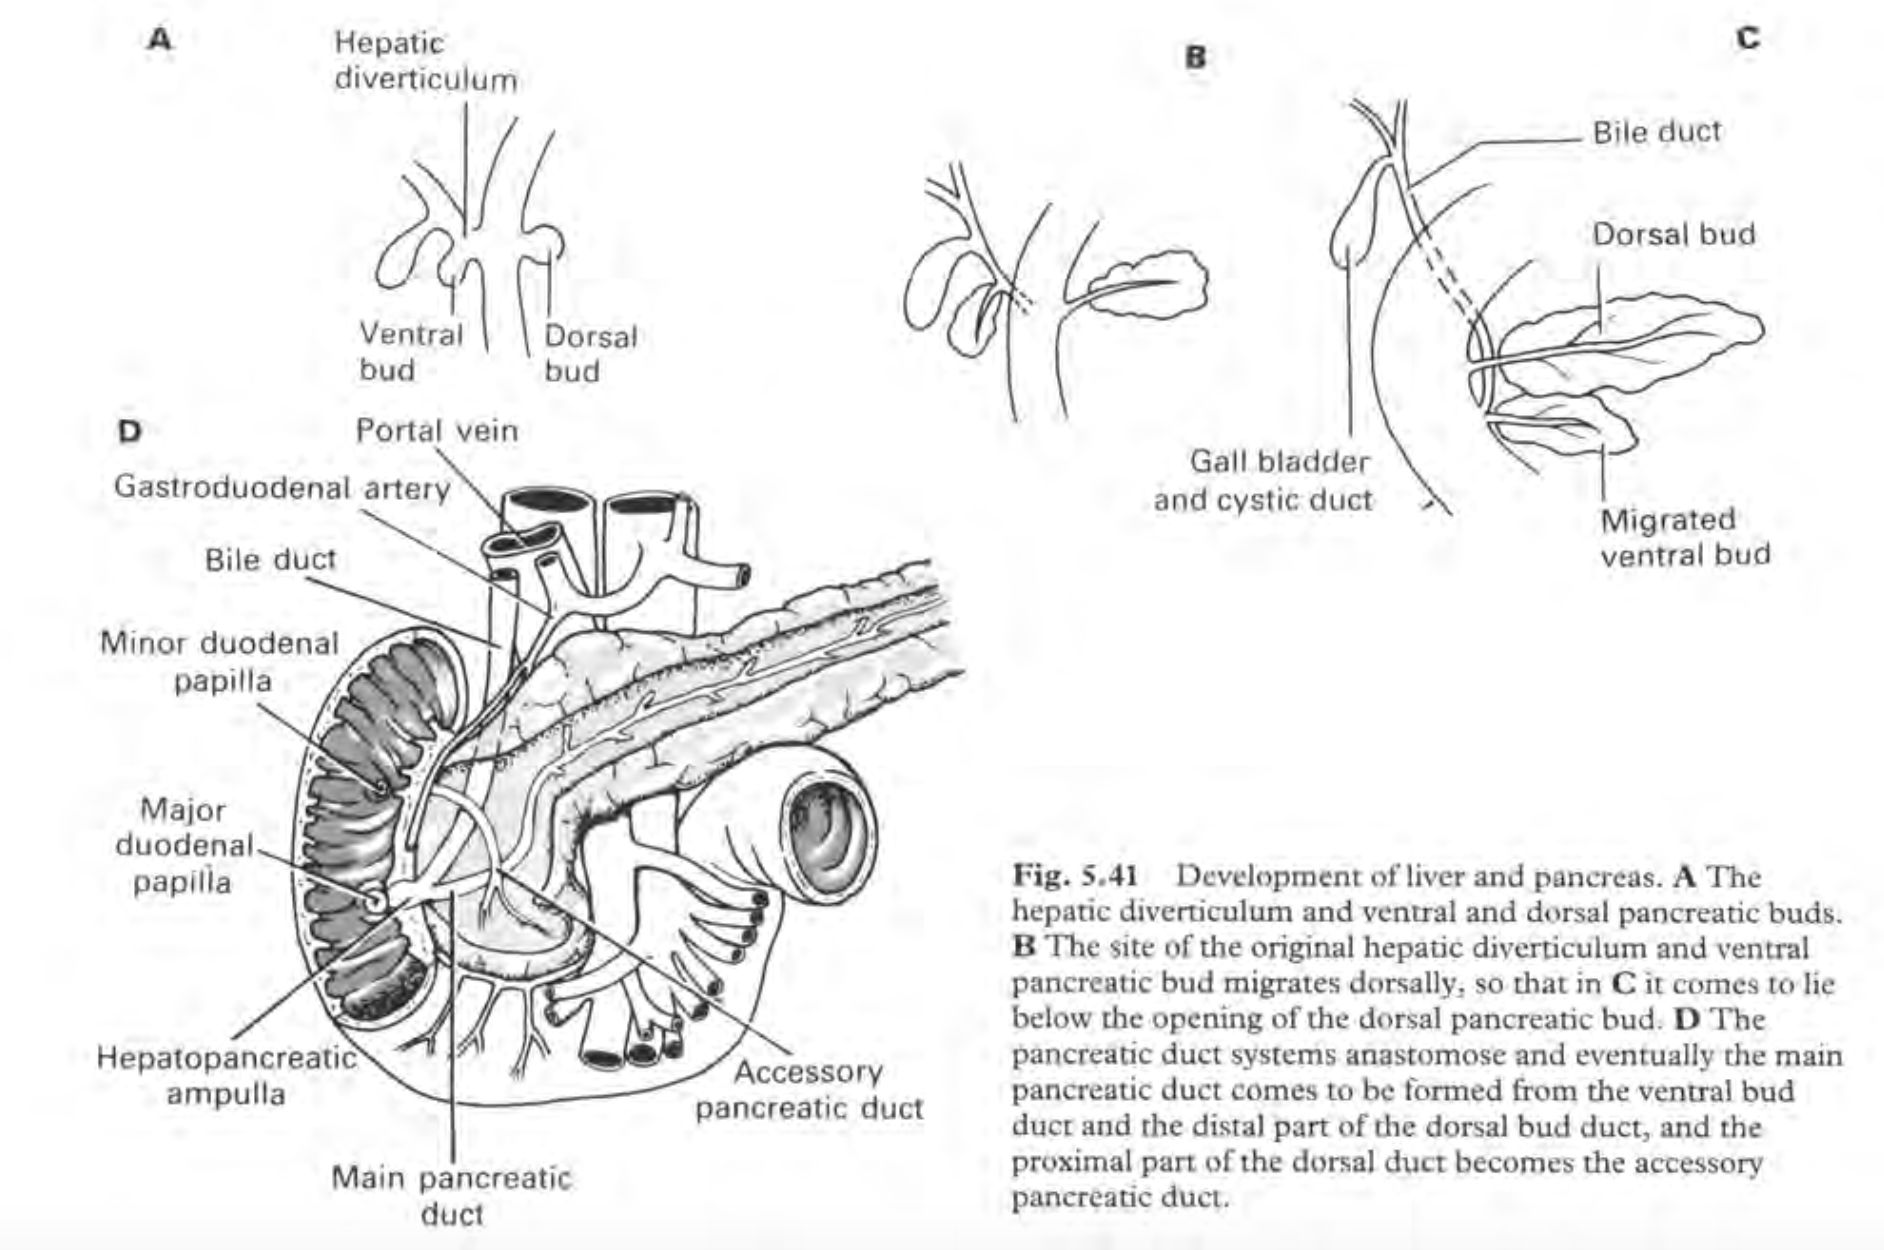 A
Hepatic
diverticulum
Ventral
bud
Dorsal
bud
B
C
Bile duct
Dorsal bud
Gall bladder
and cystic duct
Migrated
ventral bud
D
Portal vein
Gastroduodenal artery
Bile duct
Minor duodenal
papilla
Major
duodenal
papilla
Hepatopancreatic
ampulla
Main pancreatic
duct
Accessory
pancreatic duct
Fig. 5.41 Development of liver and pancreas. A The
hepatic diverticulum and ventral and dorsal pancreatic buds.
B The site of the original hepatic diverticulum and ventral
pancreatic bud migrates dorsally, so that in C it comes to lie
below the opening of the dorsal pancreatic bud. D The
pancreatic duct systems anastomose and eventually the main
pancreatic duct comes to be formed from the ventral bud
duct and the distal part of the dorsal bud duct, and the
proximal part of the dorsal duct becomes the accessory
pancreatic duct.